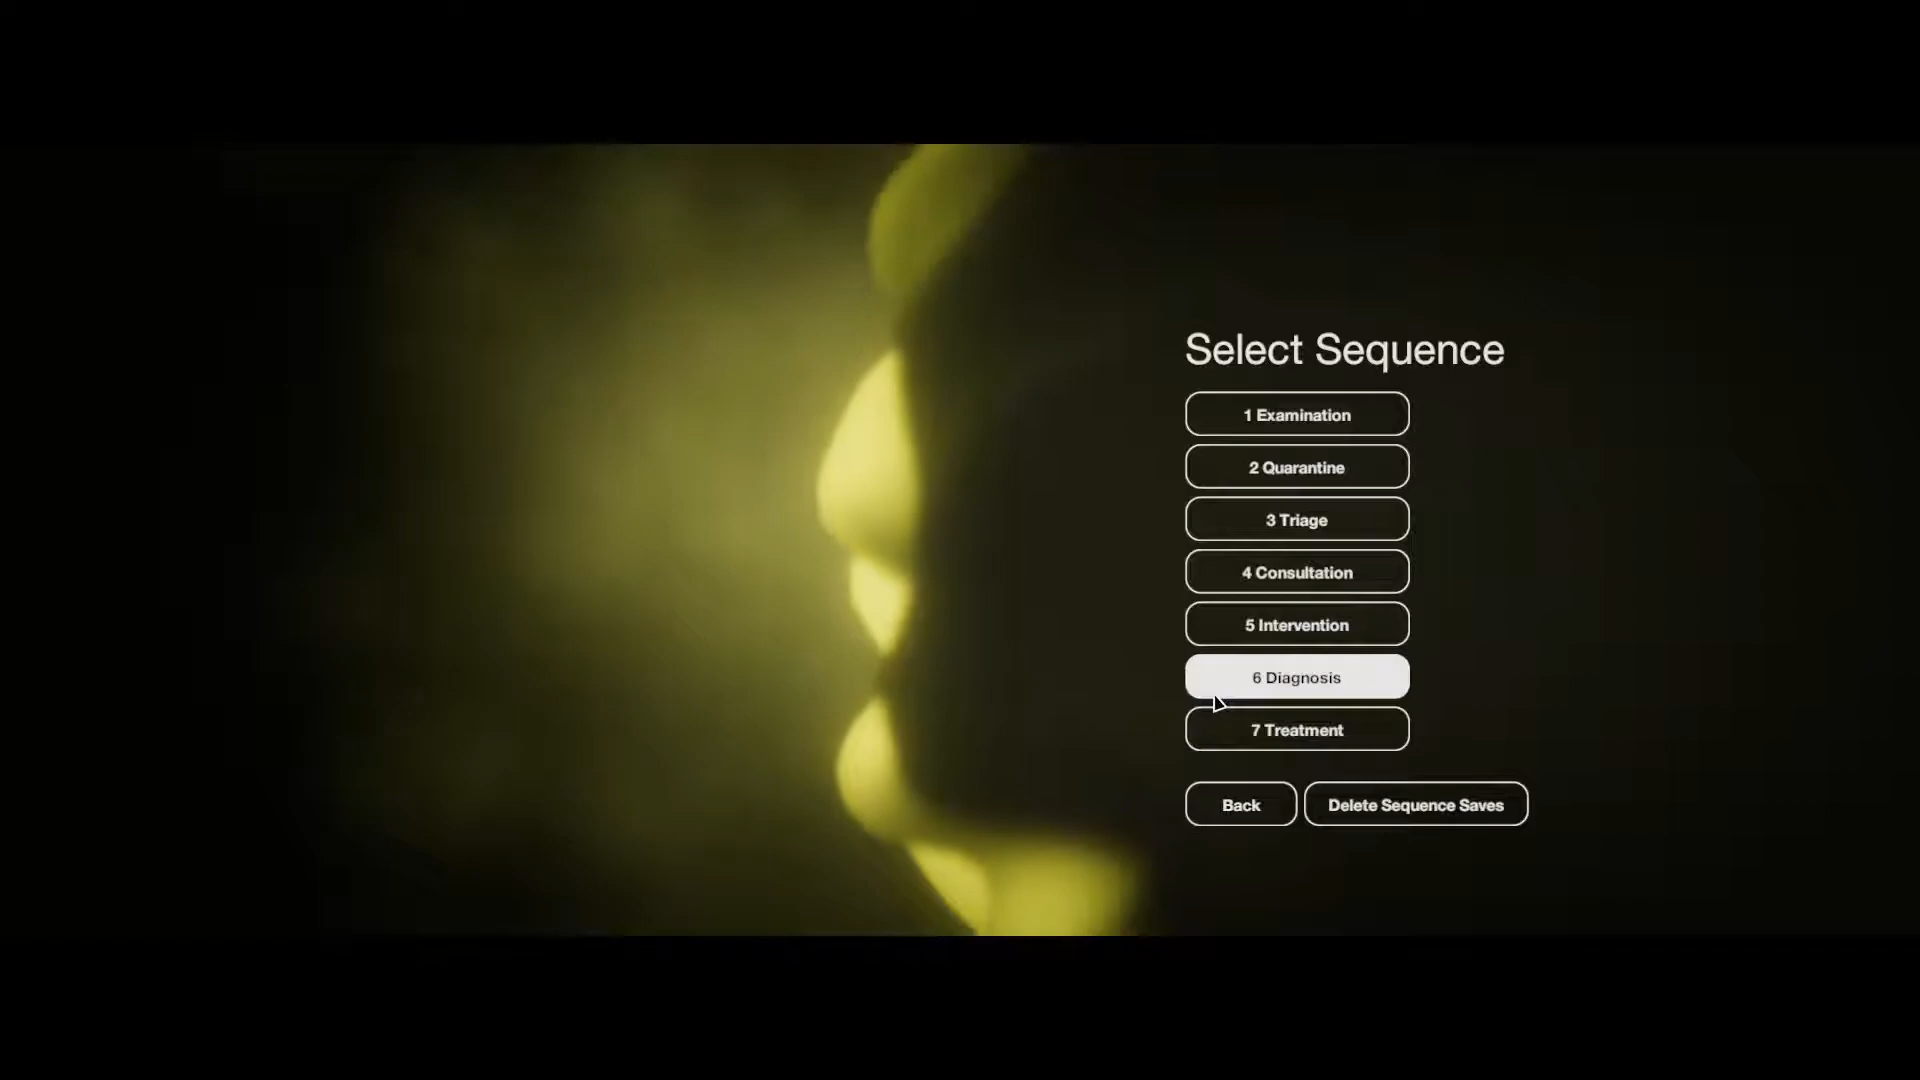 Select Sequence
1 Examination
2 Quarantine
3 Triage
4 Consultation
5 Intervention
6 Diagnosis
7 Treatment
Back
Delete Sequence Saves